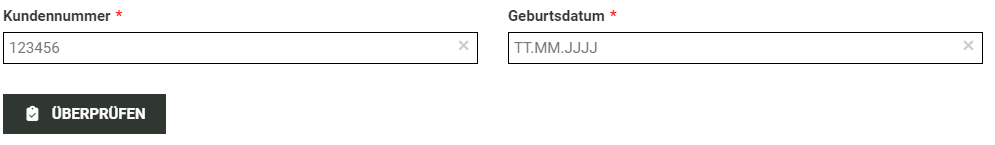 Kundennummer *
Geburtsdatum *
123456
TT.MM.JJJJ
ÜBERPRÜFEN